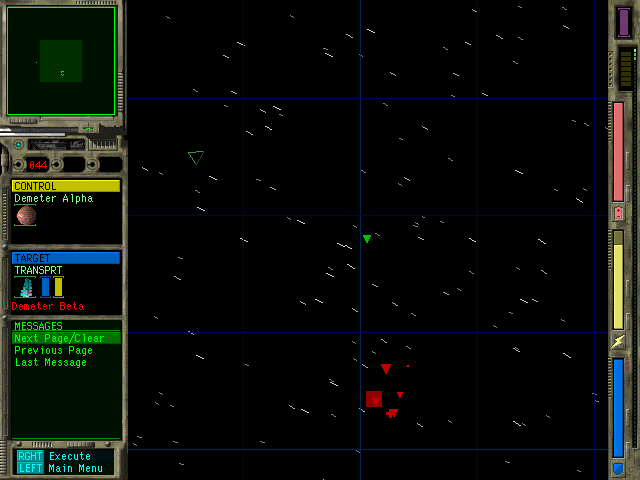 044
CONTROL
Demeter Alpha
TARGET
TRANSPRT
Demeter Beta
MESSAGES
Next Page/Clear
Previous Page
Last Message
RGHT Execute
LEFT Main Menu